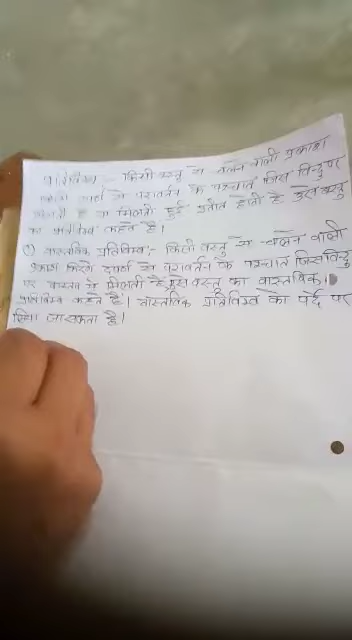 प्रतिबिम्ब :- किसी वस्तु से चलने वाली प्रकाश
किरणें दर्पण से परावर्तन के पश्चात जिस बिन्दु पर
मिलती है या मिलती हुई प्रतीत होती है उसे वस्तु
का प्रतिबिम्ब कहते है।
① वास्तविक प्रतिबिम्ब:- किसी वस्तु से चलने वाली
प्रकाश किरणें दर्पण से परावर्तन के पश्चात जिस बिन्दु
पर वास्तव में मिलती है उसे वस्तु का वास्तविक
प्रतिबिम्ब कहते है। वास्तविक प्रतिबिम्ब को पर्दे पर
लिया जा सकता है।